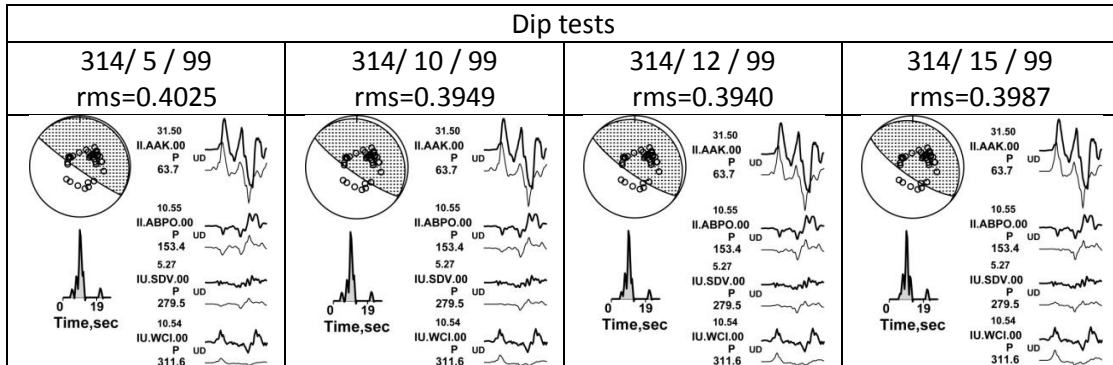 Dip tests
314/ 5 / 99
rms=0.4025
314/ 10 / 99
rms=0.3949
314/ 12 / 99
rms=0.3940
314/ 15 / 99
rms=0.3987
31.50
II.AAK.00
P UD
63.7
10.55
II.ABPO.00
P UD
153.4
5.27
IU.SDV.00
P UD
279.5
10.54
IU.WCI.00
P UD
311.6
0 19
Time,sec
31.50
II.AAK.00
P UD
63.7
10.55
II.ABPO.00
P UD
153.4
5.27
IU.SDV.00
P UD
279.5
10.54
IU.WCI.00
P UD
311.6
0 19
Time,sec
31.50
II.AAK.00
P UD
63.7
10.55
II.ABPO.00
P UD
153.4
5.27
IU.SDV.00
P UD
279.5
10.54
IU.WCI.00
P UD
311.6
0 19
Time,sec
31.50
II.AAK.00
P UD
63.7
10.55
II.ABPO.00
P UD
153.4
5.27
IU.SDV.00
P UD
279.5
10.54
IU.WCI.00
P UD
311.6
0 19
Time,sec